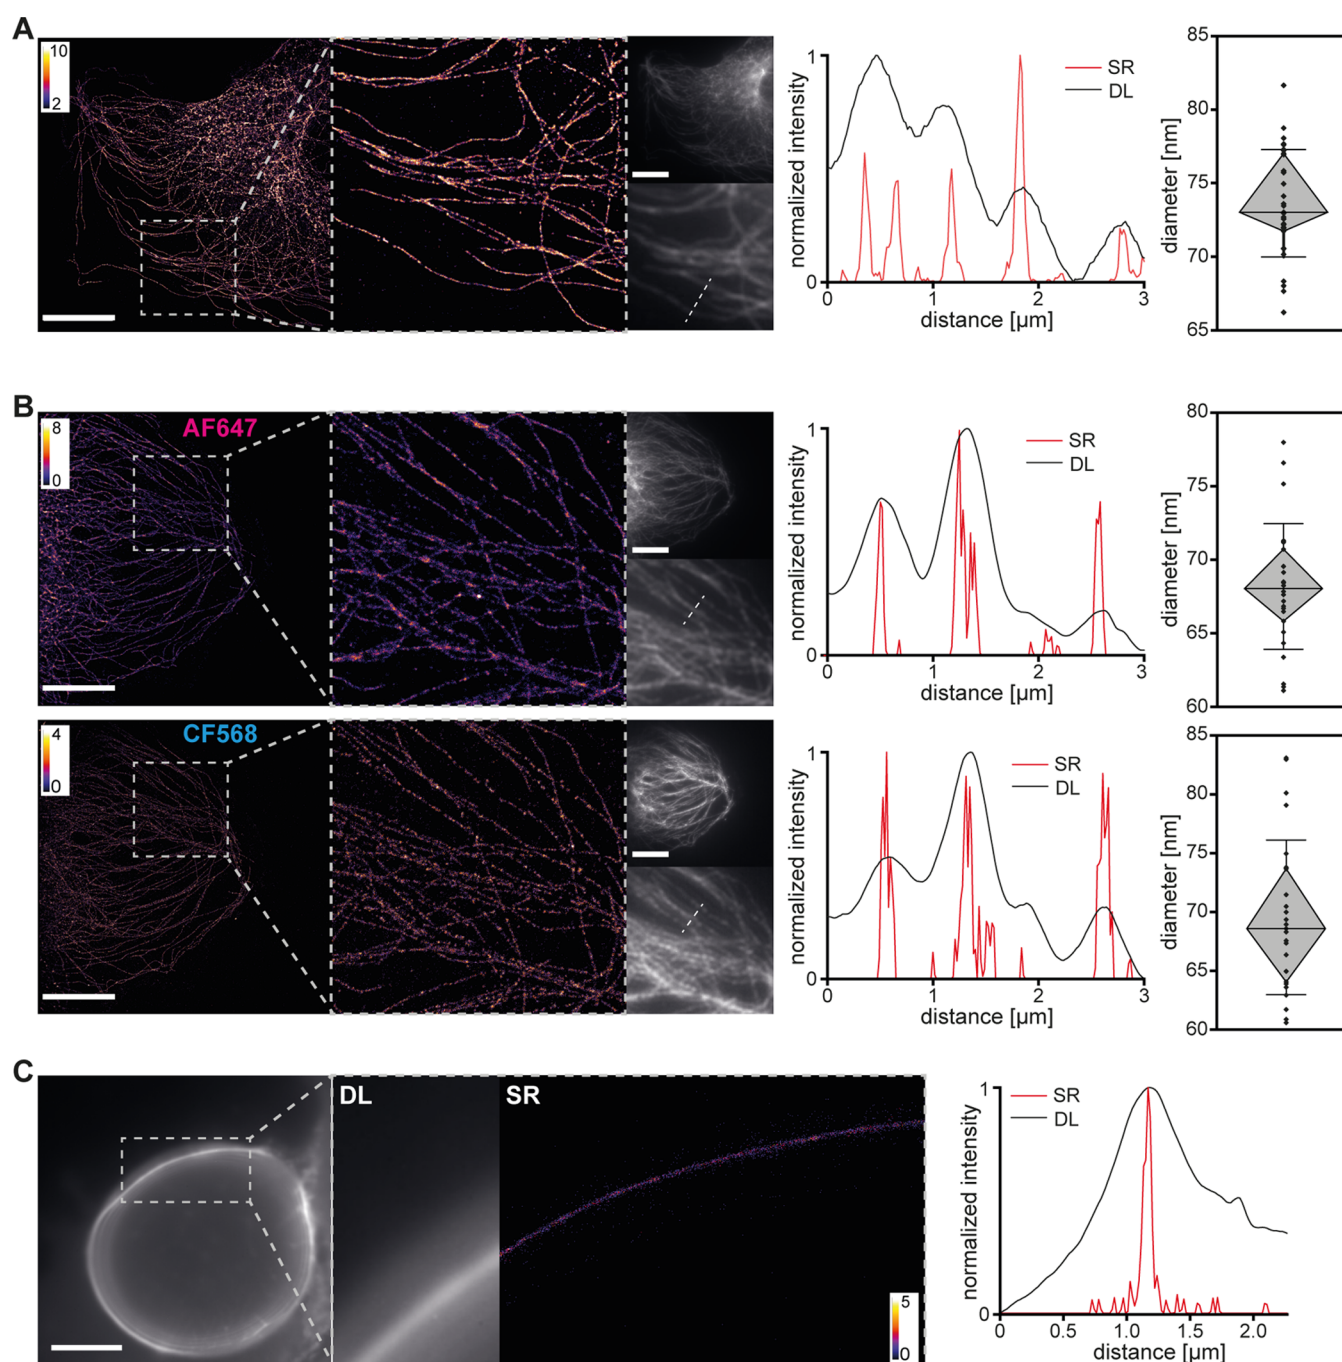 A
10
2
normalized intensity
1
0
SR
DL
0 1 2 3
distance [µm]
diameter [nm]
85
80
75
70
65
B
8
0
AF647
normalized intensity
1
0
SR
DL
0 1 2 3
distance [µm]
diameter [nm]
80
70
65
60
4
0
CF568
normalized intensity
1
0
SR
DL
0 1 2 3
distance [µm]
diameter [nm]
85
80
70
65
60
C
DL
SR
5
0
normalized intensity
1
0
SR
DL
0 0.5 1.0 1.5 2.0
distance [µm]